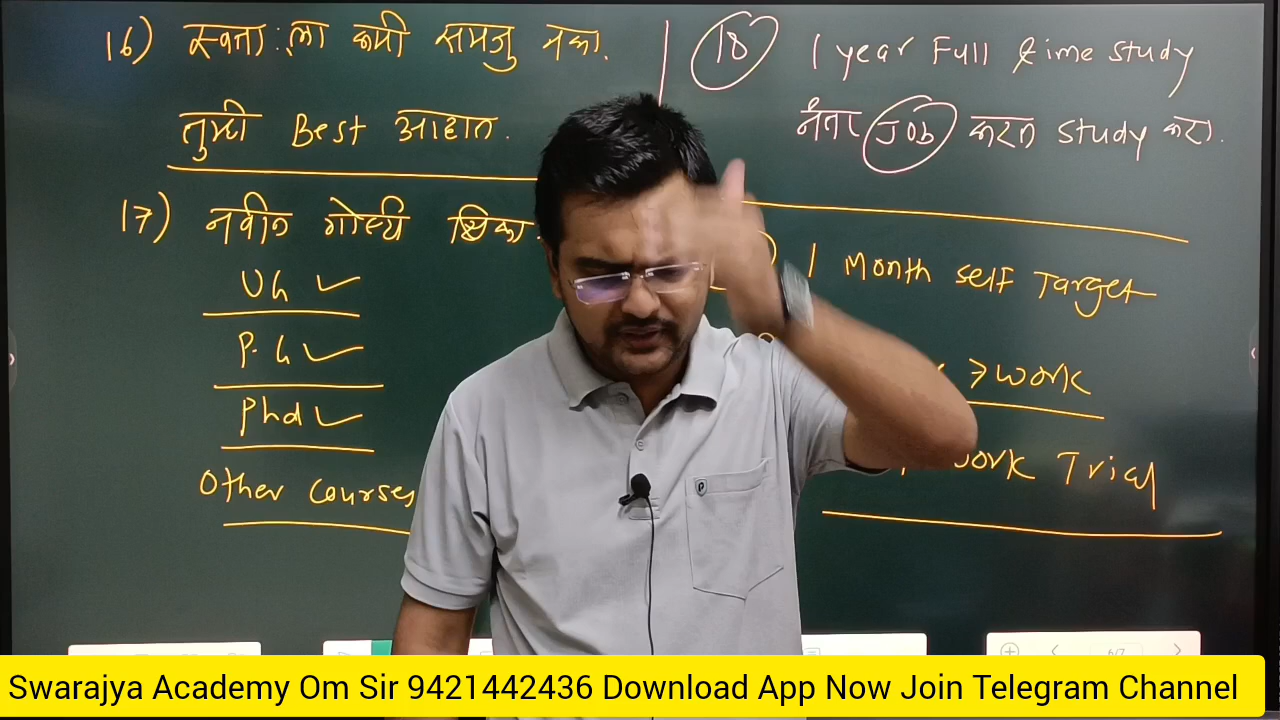 16) स्वतः ला कमी समजु नका.
तुम्ही Best आहात.
17) नवीन गोष्टी शिका.
UG ✓
P.G ✓
Phd ✓
Other Courses
18 1 year Full time study
नंतर Job करत study करा.
1 Month self Target
→ work
work Trial
Swarajya Academy Om Sir 9421442436 Download App Now Join Telegram Channel